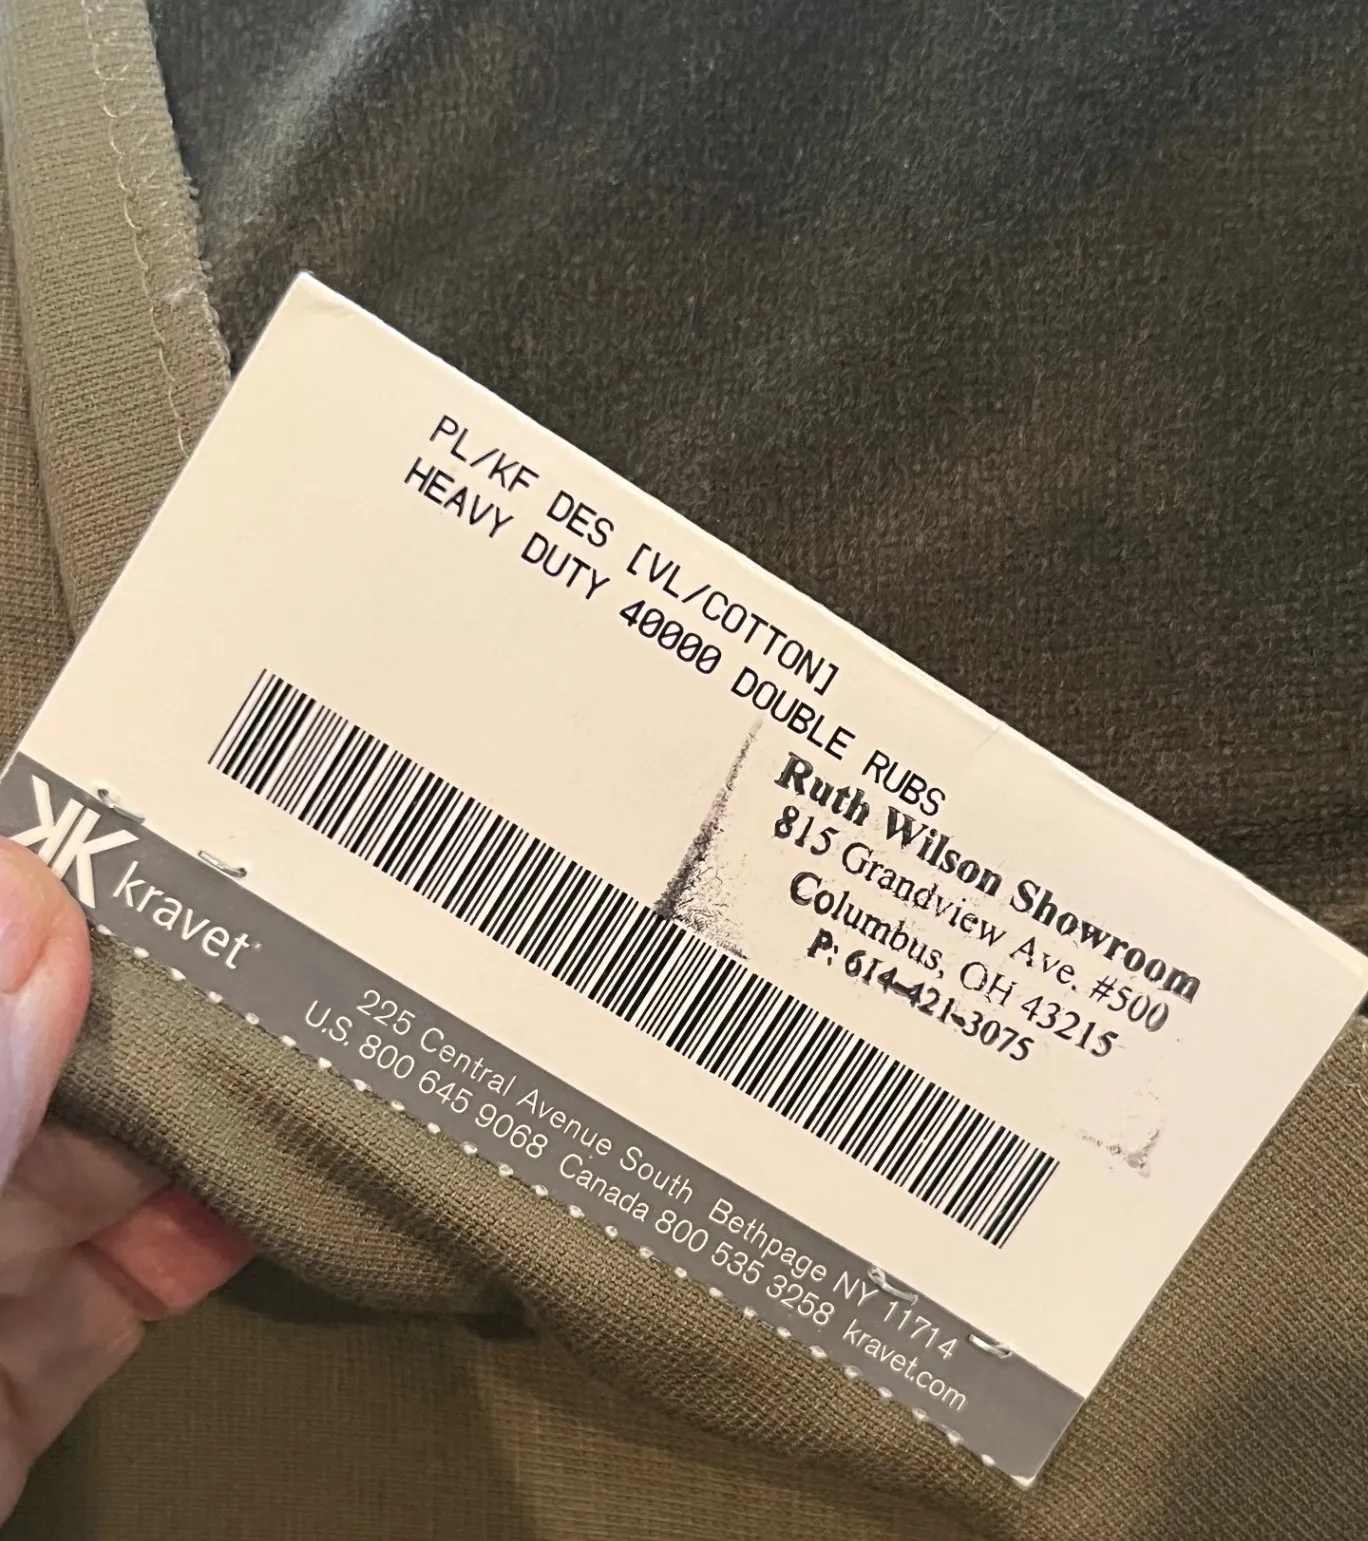 PL/KF DES [VL/COTTON]
HEAVY DUTY 40000 DOUBLE RUBS
Ruth Wilson Showroom
815 Grandview Ave. #500
Columbus, OH 43215
P: 614-421-3075
kravet
225 Central Avenue South Bethpage NY 11714
U.S. 800 645 9068 Canada 800 535 3258 kravet.com